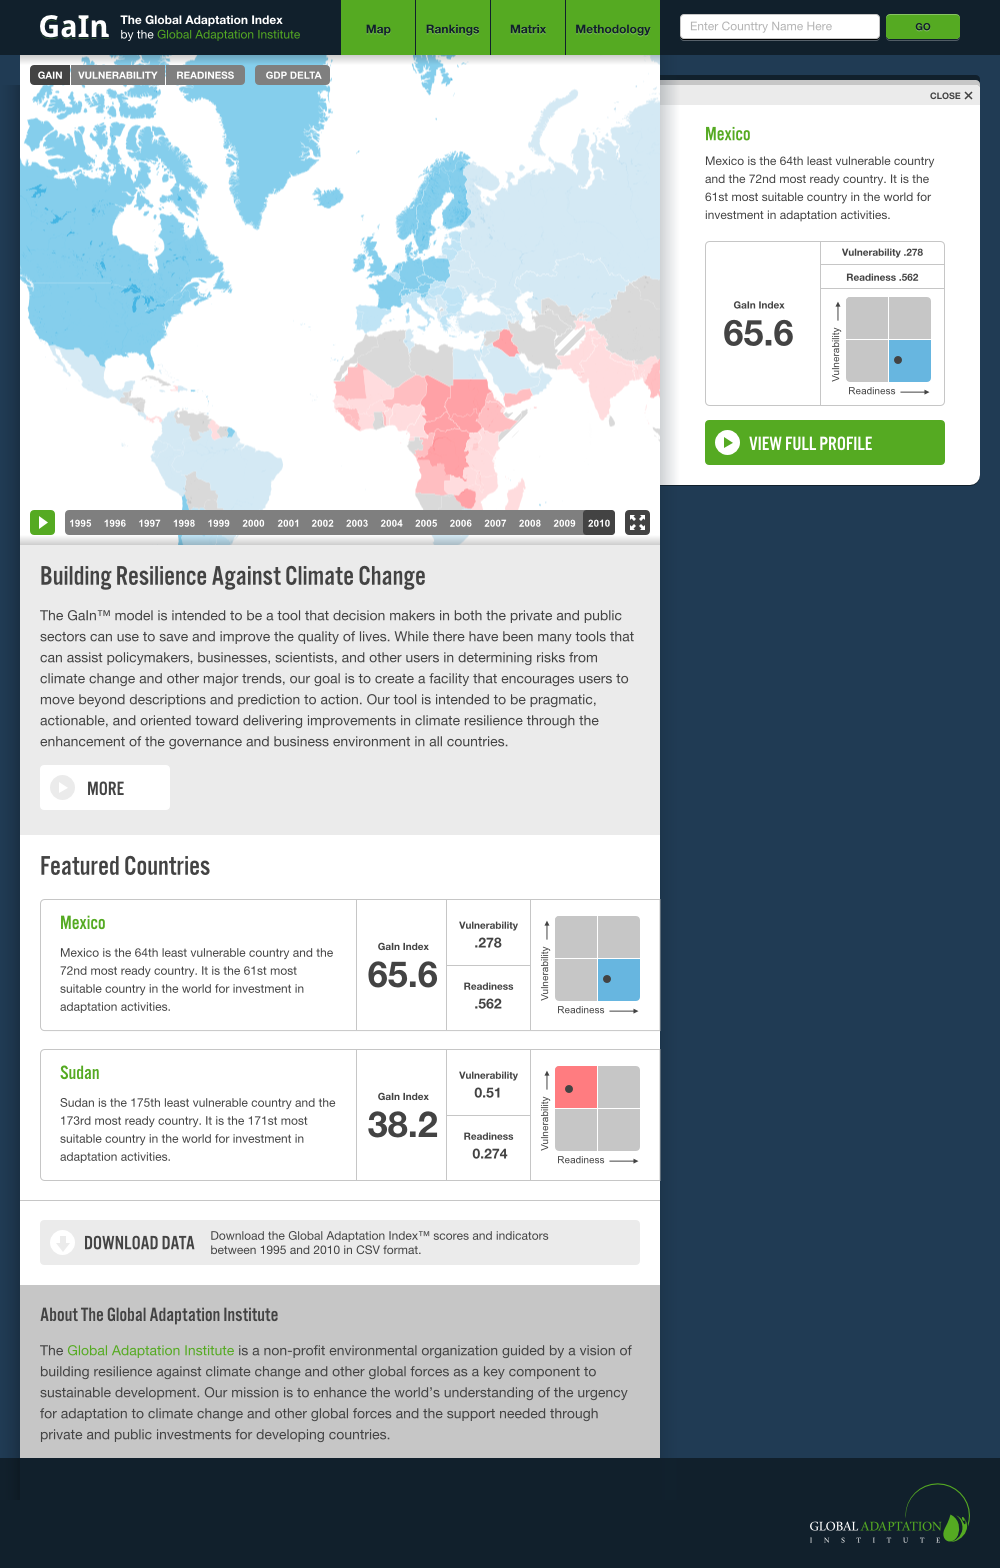 GaIn
The Global Adaptation Index
by the Global Adaptation Institute
Map
Rankings
Matrix
Methodology
Enter Counttry Name Here
GO
GAIN
VULNERABILITY
READINESS
GDP DELTA
CLOSE X
Mexico
Mexico is the 64th least vulnerable country
and the 72nd most ready country. It is the
61st most suitable country in the world for
investment in adaptation activities.
GaIn Index
65.6
Vulnerability .278
Readiness .562
Vulnerability
Readiness
VIEW FULL PROFILE
1995 1996 1997 1998 1999 2000 2001 2002 2003 2004 2005 2006 2007 2008 2009 2010
Building Resilience Against Climate Change
The GaIn™ model is intended to be a tool that decision makers in both the private and public
sectors can use to save and improve the quality of lives. While there have been many tools that
can assist policymakers, businesses, scientists, and other users in determining risks from
climate change and other major trends, our goal is to create a facility that encourages users to
move beyond descriptions and prediction to action. Our tool is intended to be pragmatic,
actionable, and oriented toward delivering improvements in climate resilience through the
enhancement of the governance and business environment in all countries.
MORE
Featured Countries
Mexico
Mexico is the 64th least vulnerable country and the
72nd most ready country. It is the 61st most
suitable country in the world for investment in
adaptation activities.
GaIn Index
65.6
Vulnerability
.278
Readiness
.562
Vulnerability
Readiness
Sudan
Sudan is the 175th least vulnerable country and the
173rd most ready country. It is the 171st most
suitable country in the world for investment in
adaptation activities.
GaIn Index
38.2
Vulnerability
0.51
Readiness
0.274
Vulnerability
Readiness
DOWNLOAD DATA
Download the Global Adaptation Index™ scores and indicators
between 1995 and 2010 in CSV format.
About The Global Adaptation Institute
The Global Adaptation Institute is a non-profit environmental organization guided by a vision of
building resilience against climate change and other global forces as a key component to
sustainable development. Our mission is to enhance the world's understanding of the urgency
for adaptation to climate change and other global forces and the support needed through
private and public investments for developing countries.
GLOBAL ADAPTATION
INSTITUTE